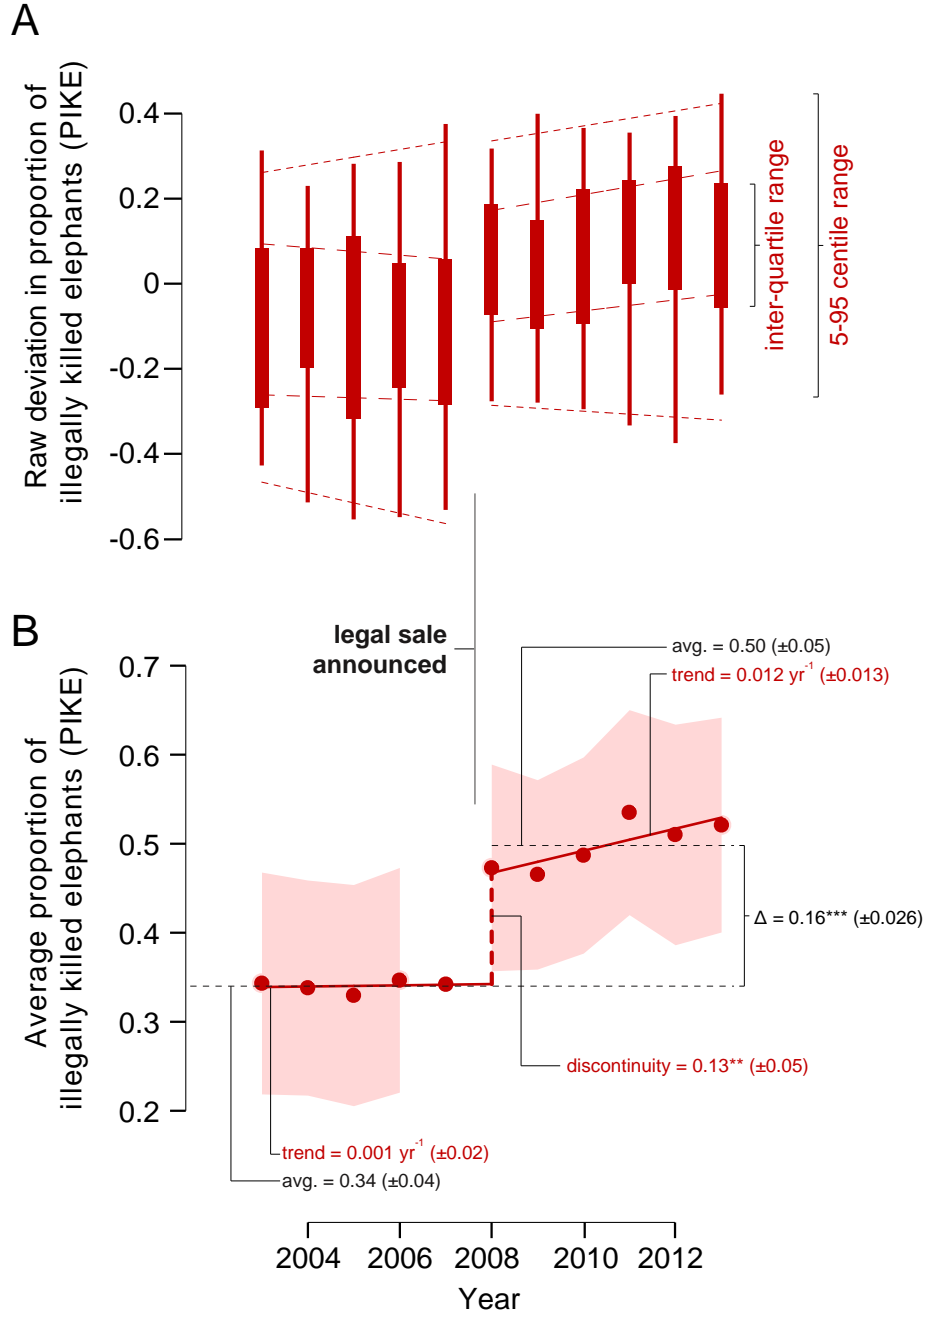 A
Raw deviation in proportion of
illegally killed elephants (PIKE)
0.4
0.2
0
-0.2
-0.4
-0.6
inter-quartile range
5-95 centile range
legal sale
announced
B
Average proportion of
illegally killed elephants (PIKE)
0.7
0.6
0.5
0.4
0.3
0.2
avg. = 0.50 (±0.05)
trend = 0.012 yr⁻¹ (±0.013)
Δ = 0.16*** (±0.026)
discontinuity = 0.13** (±0.05)
trend = 0.001 yr⁻¹ (±0.02)
avg. = 0.34 (±0.04)
2004 2006 2008 2010 2012
Year